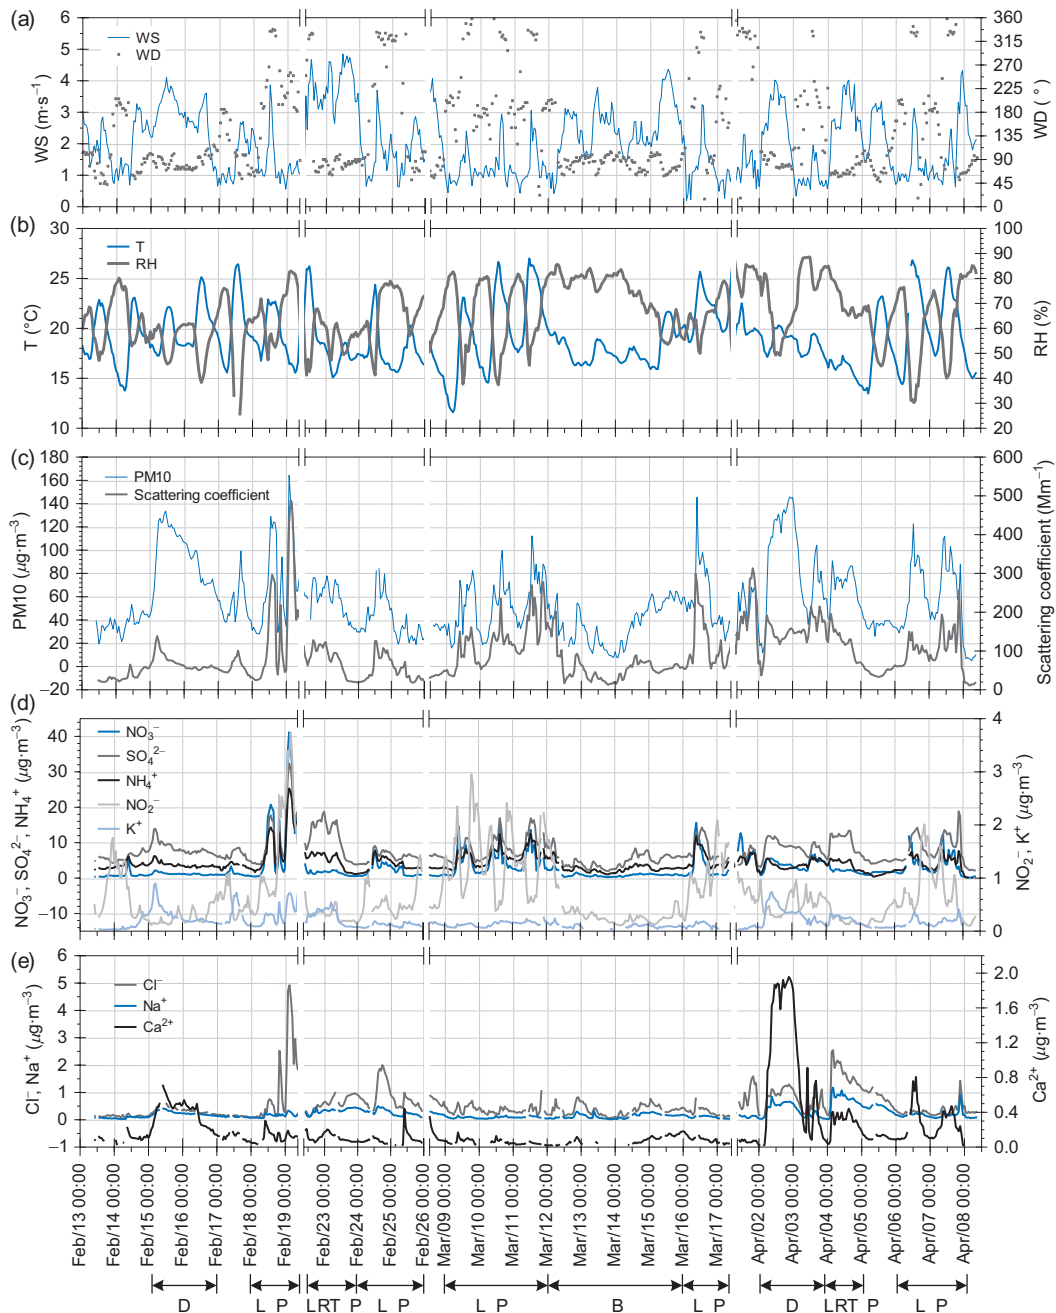 (a)
WS
WD
WS (m·s⁻¹)
6
5
4
3
2
1
0
WD (°)
360
315
270
225
180
135
90
45
0
(b)
T
RH
T (°C)
30
25
20
15
10
RH (%)
100
90
80
70
60
50
40
30
20
(c)
PM10
Scattering coefficient
PM10 (μg·m⁻³)
180
160
140
120
100
80
60
40
20
0
−20
Scattering coefficient (Mm⁻¹)
600
500
400
300
200
100
0
(d)
NO₃⁻
SO₄²⁻
NH₄⁺
NO₂⁻
K⁺
NO₃⁻, SO₄²⁻, NH₄⁺ (μg·m⁻³)
40
30
20
10
0
−10
NO₂⁻, K⁺ (μg·m⁻³)
4
3
2
1
0
(e)
Cl⁻
Na⁺
Ca²⁺
Cl⁻, Na⁺ (μg·m⁻³)
6
5
4
3
2
1
0
−1
Ca²⁺ (μg·m⁻³)
2.0
1.6
1.2
0.8
0.4
0.0
Feb/13 00:00
Feb/14 00:00
Feb/15 00:00
Feb/16 00:00
Feb/17 00:00
Feb/18 00:00
Feb/19 00:00
Feb/23 00:00
Feb/24 00:00
Feb/25 00:00
Feb/26 00:00
Mar/09 00:00
Mar/10 00:00
Mar/11 00:00
Mar/12 00:00
Mar/13 00:00
Mar/14 00:00
Mar/15 00:00
Mar/16 00:00
Mar/17 00:00
Apr/02 00:00
Apr/03 00:00
Apr/04 00:00
Apr/05 00:00
Apr/06 00:00
Apr/07 00:00
Apr/08 00:00
D L P LRT P L P L P B L P D LRT P L P